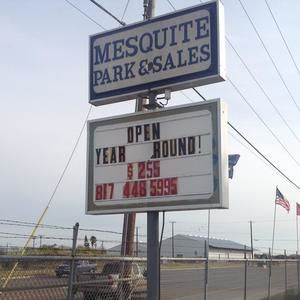 MESQUITE
PARK & SALES
OPEN
YEAR ROUND!
$ 255
817 448 5995